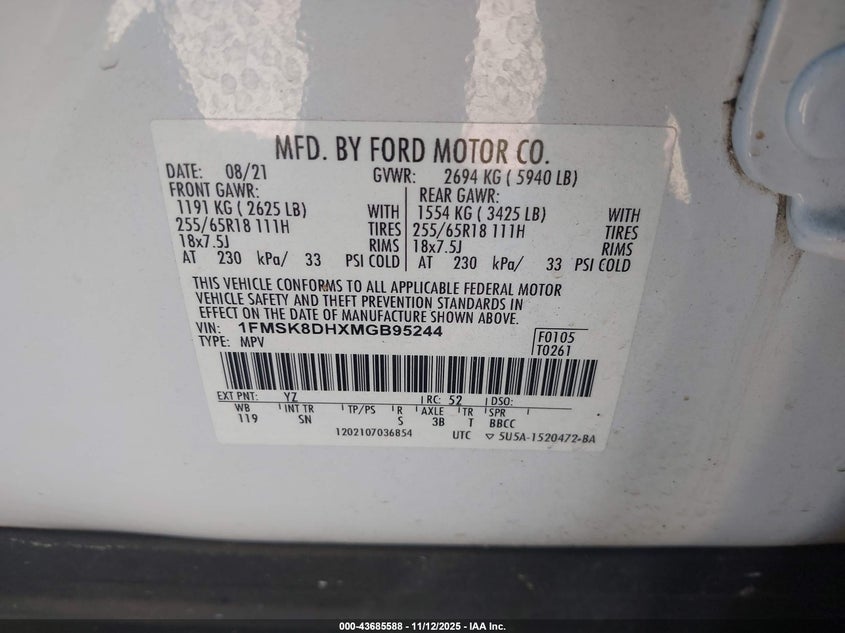 MFD. BY FORD MOTOR CO.
DATE: 08/21 GVWR: 2694 KG ( 5940 LB)
FRONT GAWR: REAR GAWR:
1191 KG ( 2625 LB) WITH 1554 KG ( 3425 LB) WITH
255/65R18 111H TIRES 255/65R18 111H TIRES
18x7.5J RIMS 18x7.5J RIMS
AT 230 kPa/ 33 PSI COLD AT 230 kPa/ 33 PSI COLD
THIS VEHICLE CONFORMS TO ALL APPLICABLE FEDERAL MOTOR
VEHICLE SAFETY AND THEFT PREVENTION STANDARDS IN
EFFECT ON THE DATE OF MANUFACTURE SHOWN ABOVE.
VIN: 1FMSK8DHXMGB95244 F0105
TYPE: MPV T0261
EXT PNT: YZ RC: 52 DSO:
WB INT TR TP/PS R AXLE TR SPR
119 SN S 3B T BBCC
1202107036854 UTC ▽ 5U5A-1520472-BA
000-43685588 - 11/12/2025 - IAA Inc.